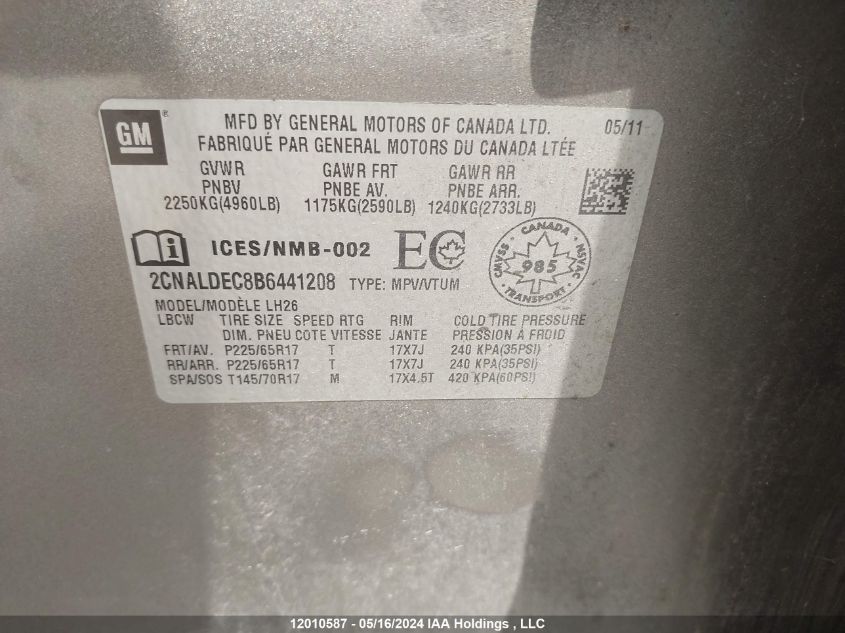 GM
MFD BY GENERAL MOTORS OF CANADA LTD. 05/11
FABRIQUÉ PAR GENERAL MOTORS DU CANADA LTÉE
GVWR GAWR FRT GAWR RR
PNBV PNBE AV. PNBE ARR.
2250KG(4960LB) 1175KG(2590LB) 1240KG(2733LB)
i ICES/NMB-002 EC
CANADA
CMVSS 985 NSVAC
TRANSPORT
2CNALDEC8B6441208 TYPE: MPV/VTUM
MODEL/MODÈLE LH26
LBCW TIRE SIZE SPEED RTG RIM COLD TIRE PRESSURE
DIM. PNEU COTE VITESSE JANTE PRESSION A FROID
FRT/AV. P225/65R17 T 17X7J 240 KPA(35PSI)
RR/ARR. P225/65R17 T 17X7J 240 KPA(35PSI)
SPA/SOS T145/70R17 M 17X4.5T 420 KPA(60PSI)
12010587 - 05/16/2024 IAA Holdings , LLC